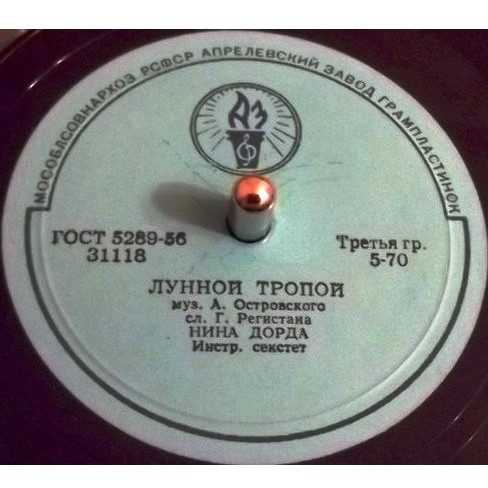 МОСОБЛСОВНАРХОЗ РСФСР АПРЕЛЕВСКИЙ ЗАВОД ГРАМПЛАСТИНОК
АЗ
ГОСТ 5289-56
31118
Третья гр.
5-70
ЛУННОЙ ТРОПОЙ
муз. А. Островского
сл. Г. Регистана
НИНА ДОРДА
Инстр. секстет